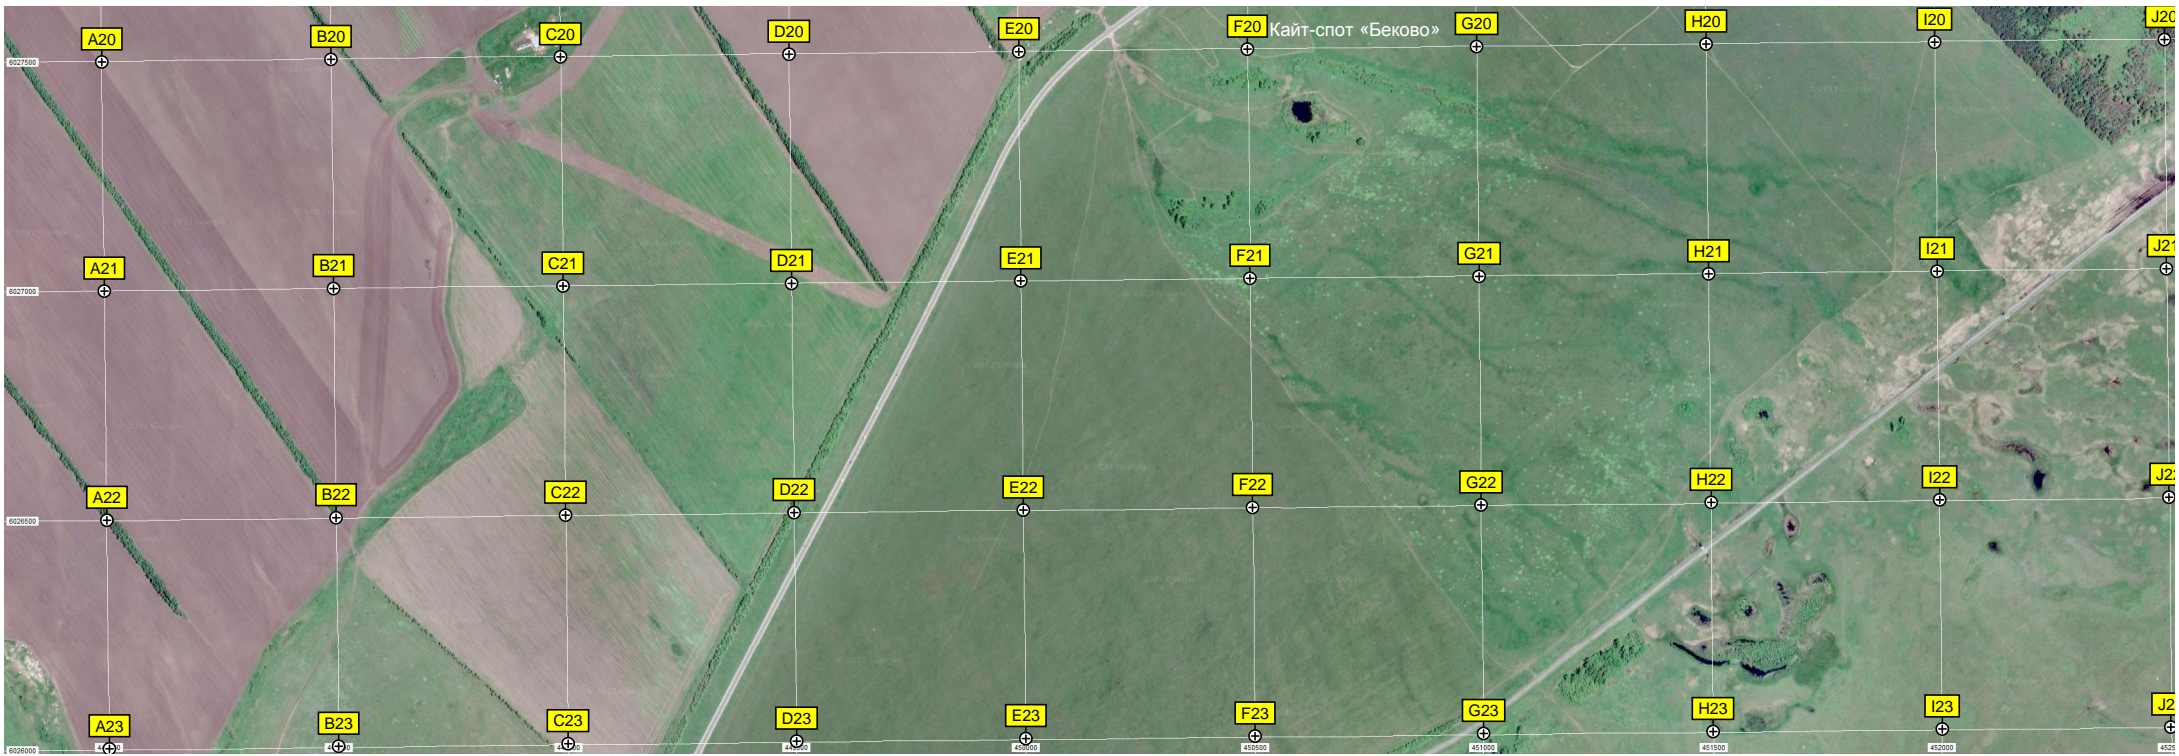 A20 B20 C20 D20 E20 F20 Кайт-спот «Беково» G20 H20 I20 J20
6027500
A21 B21 C21 D21 E21 F21 G21 H21 I21 J21
6027000
A22 B22 C22 D22 E22 F22 G22 H22 I22
6026500
A23 B23 C23 D23 E23 F23 G23 H23 I23
6026000 450000 450500 451000 451500 452000